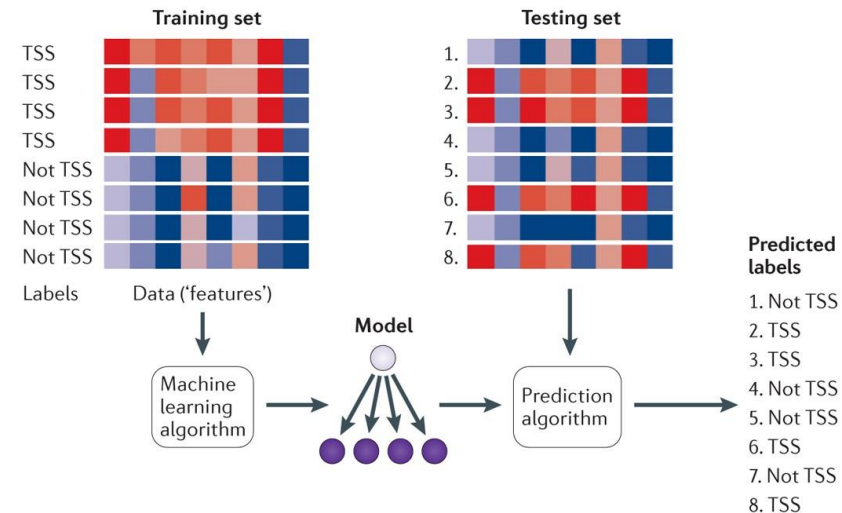 Training set
TSS
TSS
TSS
TSS
Not TSS
Not TSS
Not TSS
Not TSS
Labels
Data (‘features’)
Machine
learning
algorithm
Model
Testing set
1.
2.
3.
4.
5.
6.
7.
8.
Prediction
algorithm
Predicted
labels
1. Not TSS
2. TSS
3. TSS
4. Not TSS
5. Not TSS
6. TSS
7. Not TSS
8. TSS